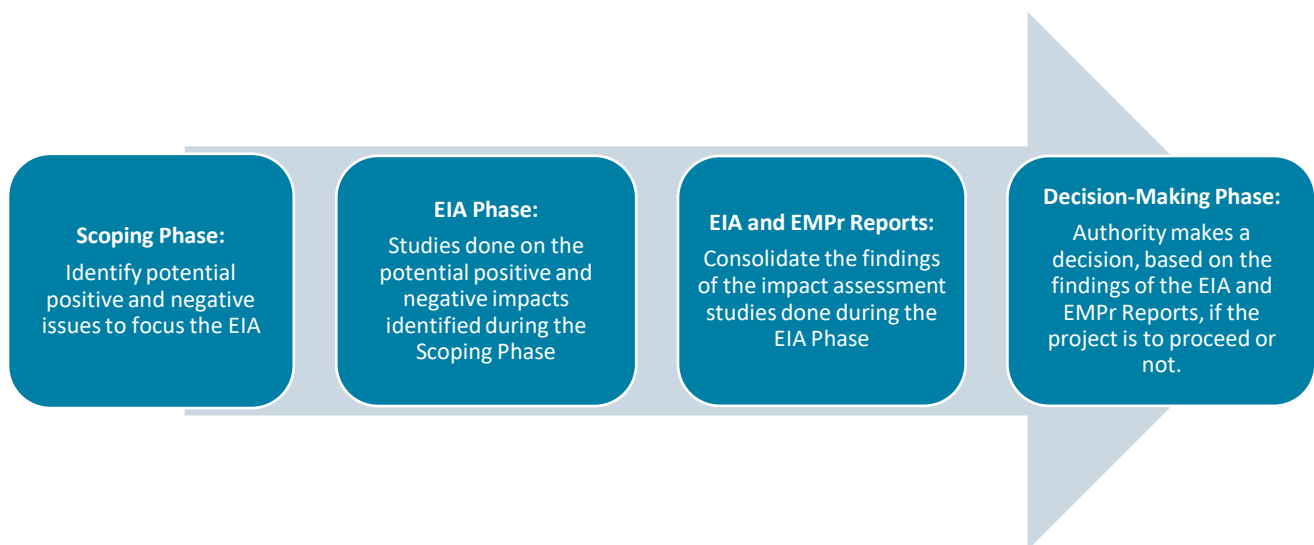 Scoping Phase:
Identify potential
positive and negative
issues to focus the EIA
EIA Phase:
Studies done on the
potential positive and
negative impacts
identified during the
Scoping Phase
EIA and EMPr Reports:
Consolidate the findings
of the impact assessment
studies done during the
EIA Phase
Decision-Making Phase:
Authority makes a
decision, based on the
findings of the EIA and
EMPr Reports, if the
project is to proceed or
not.